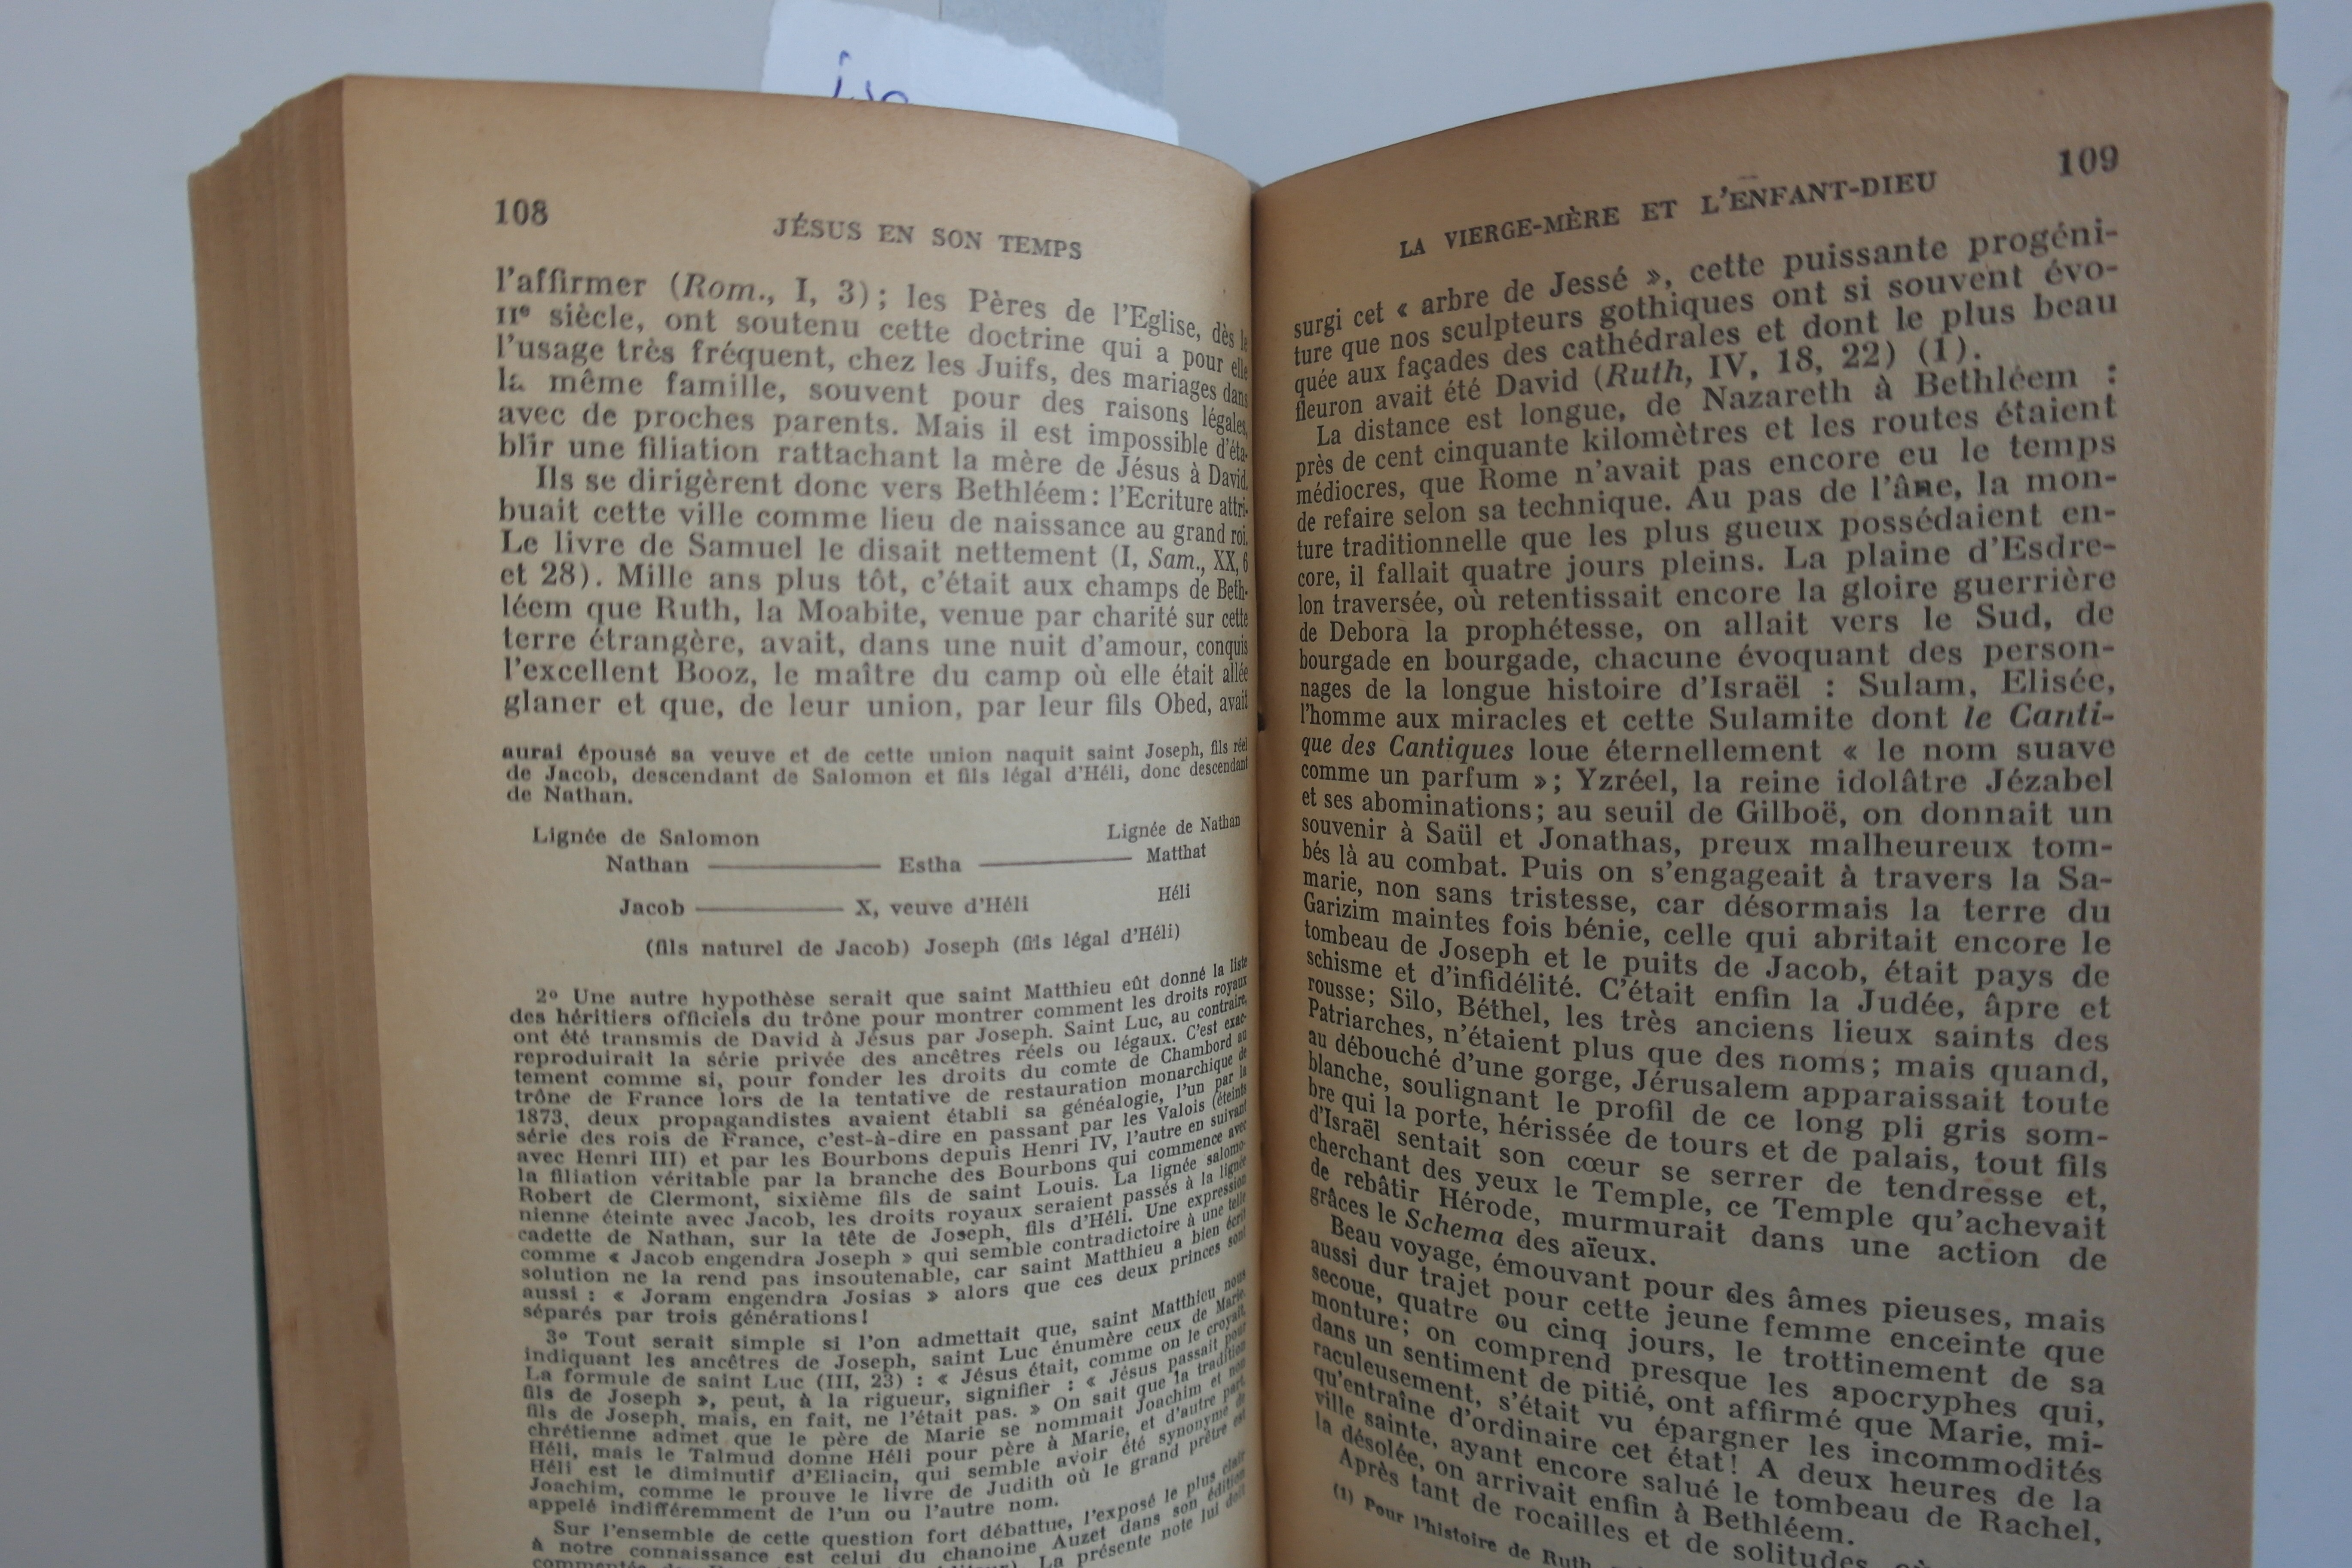 108
JÉSUS EN SON TEMPS
l'affirmer (Rom., I, 3) ; les Pères de l'Eglise, dès le
IIe siècle, ont soutenu cette doctrine qui a pour elle
l'usage très fréquent, chez les Juifs, des mariages dans
la même famille, souvent pour des raisons légales,
avec de proches parents. Mais il est impossible d'éta-
blir une filiation rattachant la mère de Jésus à David.
Ils se dirigèrent donc vers Bethléem : l'Ecriture attri-
buait cette ville comme lieu de naissance au grand roi.
Le livre de Samuel le disait nettement (I, Sam., XX, 6
et 28). Mille ans plus tôt, c'était aux champs de Beth-
léem que Ruth, la Moabite, venue par charité sur cette
terre étrangère, avait, dans une nuit d'amour, conquis
l'excellent Booz, le maître du camp où elle était allée
glaner et que, de leur union, par leur fils Obed, avait
aurai épousé sa veuve et de cette union naquit saint Joseph, fils réel
de Jacob, descendant de Salomon et fils légal d'Héli, donc descendant
de Nathan.
Lignée de Salomon Lignée de Nathan
Nathan ——— Estha ——— Matthat
Jacob ——— X, veuve d'Héli Héli
(fils naturel de Jacob) Joseph (fils légal d'Héli)
2o Une autre hypothèse serait que saint Matthieu eût donné la liste
des héritiers officiels du trône pour montrer comment les droits royaux
ont été transmis de David à Jésus par Joseph. Saint Luc, au contraire,
reproduirait la série privée des ancêtres réels ou légaux. C'est exac-
tement comme si, pour fonder les droits du comte de Chambord au
trône de France lors de la tentative de restauration monarchique de
1873, deux propagandistes avaient établi sa généalogie, l'un par la
série des rois de France, c'est-à-dire en passant par les Valois (éteints
avec Henri III) et par les Bourbons depuis Henri IV, l'autre en suivant
la filiation véritable par la branche des Bourbons qui commence avec
Robert de Clermont, sixième fils de saint Louis. La lignée salomo-
nienne éteinte avec Jacob, les droits royaux seraient passés à la lignée
cadette de Nathan, sur la tête de Joseph, fils d'Héli. Une expression
comme « Jacob engendra Joseph » qui semble contradictoire à une telle
solution ne la rend pas insoutenable, car saint Matthieu a bien écrit
aussi : « Joram engendra Josias » alors que ces deux princes sont
séparés par trois générations !
3o Tout serait simple si l'on admettait que, saint Matthieu nous
indiquant les ancêtres de Joseph, saint Luc énumère ceux de Marie.
La formule de saint Luc (III, 23) : « Jésus était, comme on le croyait,
fils de Joseph », peut, à la rigueur, signifier : « Jésus passait pour
fils de Joseph, mais, en fait, ne l'était pas. » On sait que la tradition
chrétienne admet que le père de Marie se nommait Joachim et non
Héli, mais le Talmud donne Héli pour père à Marie, et d'autre part,
Héli est le diminutif d'Eliacin, qui semble avoir été synonyme de
Joachim, comme le prouve le livre de Judith où le grand prêtre est
appelé indifféremment de l'un ou l'autre nom.
Sur l'ensemble de cette question fort débattue, l'exposé le plus clair
à notre connaissance est celui du chanoine Auzet dans son édition
La présente note lui doit
109
LA VIERGE-MÈRE ET L'ENFANT-DIEU
surgi cet « arbre de Jessé », cette puissante progéni-
ture que nos sculpteurs gothiques ont si souvent évo-
quée aux façades des cathédrales et dont le plus beau
fleuron avait été David (Ruth, IV, 18, 22) (1).
La distance est longue, de Nazareth à Bethléem :
près de cent cinquante kilomètres et les routes étaient
médiocres, que Rome n'avait pas encore eu le temps
de refaire selon sa technique. Au pas de l'âne, la mon-
ture traditionnelle que les plus gueux possédaient en-
core, il fallait quatre jours pleins. La plaine d'Esdre-
lon traversée, où retentissait encore la gloire guerrière
de Debora la prophétesse, on allait vers le Sud, de
bourgade en bourgade, chacune évoquant des person-
nages de la longue histoire d'Israël : Sulam, Elisée,
l'homme aux miracles et cette Sulamite dont le Canti-
que des Cantiques loue éternellement « le nom suave
comme un parfum » ; Yzréel, la reine idolâtre Jézabel
et ses abominations ; au seuil de Gilboë, on donnait un
souvenir à Saül et Jonathas, preux malheureux tom-
bés là au combat. Puis on s'engageait à travers la Sa-
marie, non sans tristesse, car désormais la terre du
Garizim maintes fois bénie, celle qui abritait encore le
tombeau de Joseph et le puits de Jacob, était pays de
schisme et d'infidélité. C'était enfin la Judée, âpre et
rousse ; Silo, Béthel, les très anciens lieux saints des
Patriarches, n'étaient plus que des noms ; mais quand,
au débouché d'une gorge, Jérusalem apparaissait toute
blanche, soulignant le profil de ce long pli gris som-
bre qui la porte, hérissée de tours et de palais, tout fils
d'Israël sentait son cœur se serrer de tendresse et,
cherchant des yeux le Temple, ce Temple qu'achevait
de rebâtir Hérode, murmurait dans une action de
grâces le Schema des aïeux.
Beau voyage, émouvant pour des âmes pieuses, mais
aussi dur trajet pour cette jeune femme enceinte que
secoue, quatre ou cinq jours, le trottinement de sa
monture ; on comprend presque les apocryphes qui,
dans un sentiment de pitié, ont affirmé que Marie, mi-
raculeusement, s'était vu épargner les incommodités
qu'entraîne d'ordinaire cet état ! A deux heures de la
ville sainte, ayant encore salué le tombeau de Rachel,
la désolée, on arrivait enfin à Bethléem.
Après tant de rocailles et de solitudes
(1) Pour l'histoire de Ruth